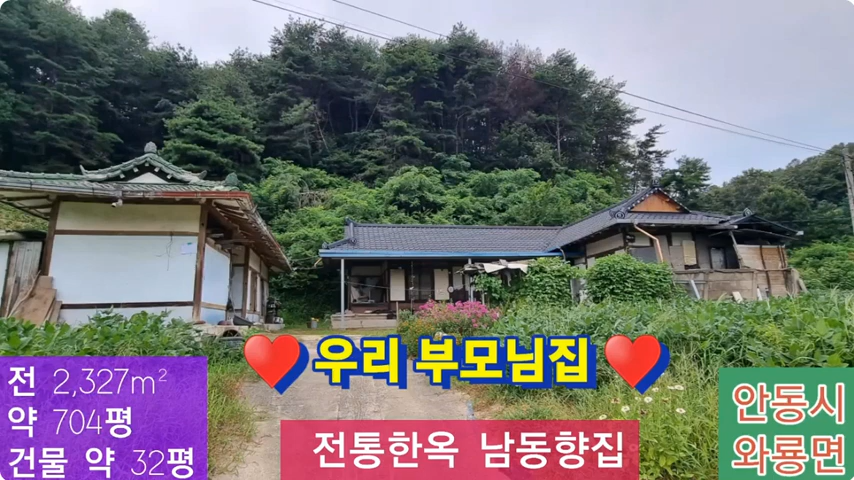 ❤우리 부모님집❤
전 2,327m²
약 704평
건물 약 32평
전통한옥 남동향집
안동시
와룡면